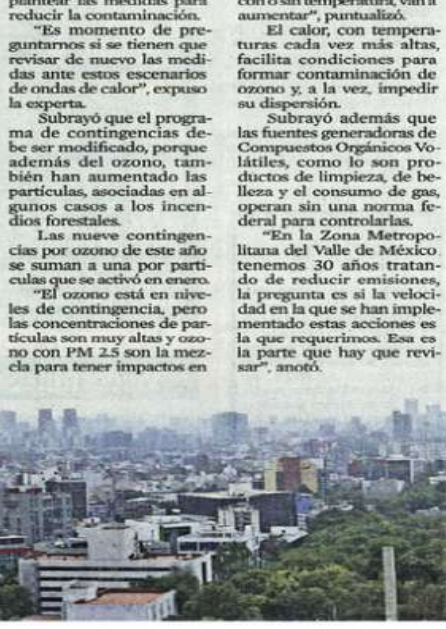 plantear las medidas para
reducir la contaminación.
"Es momento de pre-
guntarnos si se tienen que
revisar de nuevo las medi-
das ante estos escenarios
de ondas de calor", expuso
la experta.
Subrayó que el progra-
ma de contingencias de-
be ser modificado, porque
además del ozono, tam-
bién han aumentado las
partículas, asociadas en al-
gunos casos a los incen-
dios forestales.
Las nueve contingen-
cias por ozono de este año
se suman a una por partí-
culas que se activó en enero.
"El ozono está en nive-
les de contingencia, pero
las concentraciones de par-
tículas son muy altas y ozo-
no con PM 2.5 son la mez-
cla para tener impactos en
con o sin temperatura, van a
aumentar", puntualizó.
El calor, con tempera-
turas cada vez más altas,
facilita condiciones para
formar contaminación de
ozono y, a la vez, impedir
su dispersión.
Subrayó además que
las fuentes generadoras de
Compuestos Orgánicos Vo-
látiles, como lo son pro-
ductos de limpieza, de be-
lleza y el consumo de gas,
operan sin una norma fe-
deral para controlarlas.
"En la Zona Metropo-
litana del Valle de México
tenemos 30 años tratan-
do de reducir emisiones,
la pregunta es si la veloci-
dad en la que se han imple-
mentado estas acciones es
la que requerimos. Esa es
la parte que hay que revi-
sar", anotó.